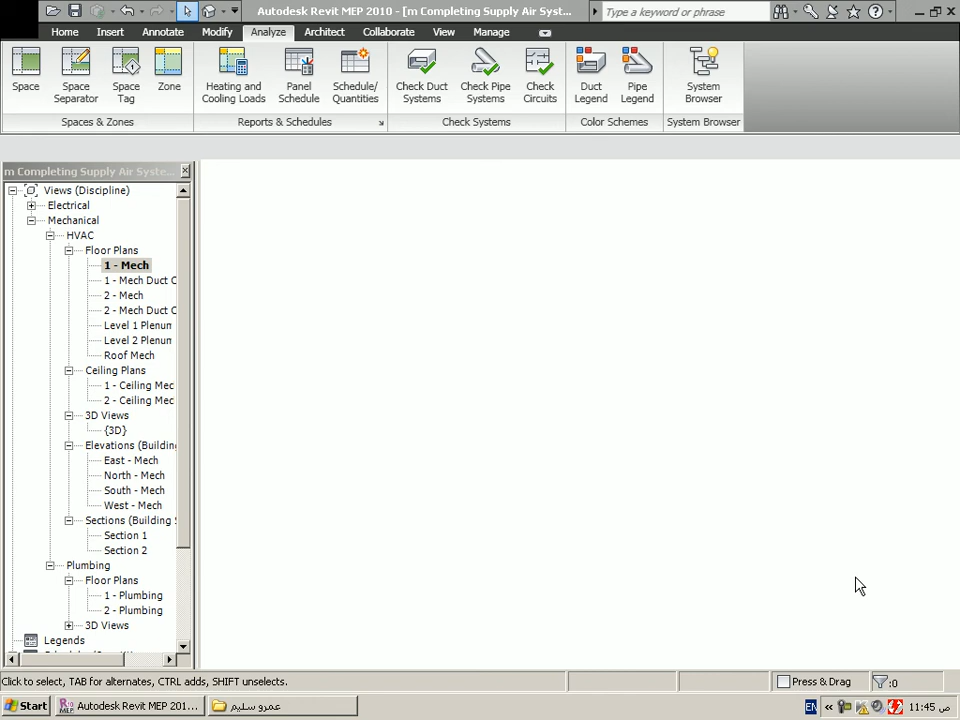 Autodesk Revit MEP 2010 - [m Completing Supply Air Syst...
Type a keyword or phrase
Home Insert Annotate Modify Analyze Architect Collaborate View Manage
Space
Space Separator
Space Tag
Zone
Heating and Cooling Loads
Panel Schedule
Schedule/ Quantities
Check Duct Systems
Check Pipe Systems
Check Circuits
Duct Legend
Pipe Legend
System Browser
Spaces & Zones Reports & Schedules Check Systems Color Schemes System Browser
m Completing Supply Air Syste...
Views (Discipline)
Electrical
Mechanical
HVAC
Floor Plans
1 - Mech
1 - Mech Duct C
2 - Mech
2 - Mech Duct C
Level 1 Plenum
Level 2 Plenum
Roof Mech
Ceiling Plans
1 - Ceiling Mec
2 - Ceiling Mec
3D Views
{3D}
Elevations (Building
East - Mech
North - Mech
South - Mech
West - Mech
Sections (Building
Section 1
Section 2
Plumbing
Floor Plans
1 - Plumbing
2 - Plumbing
3D Views
Legends
Click to select, TAB for alternates, CTRL adds, SHIFT unselects.
Press & Drag
:0
Start
Autodesk Revit MEP 201...
عمرو سليم
EN
11:45 ص